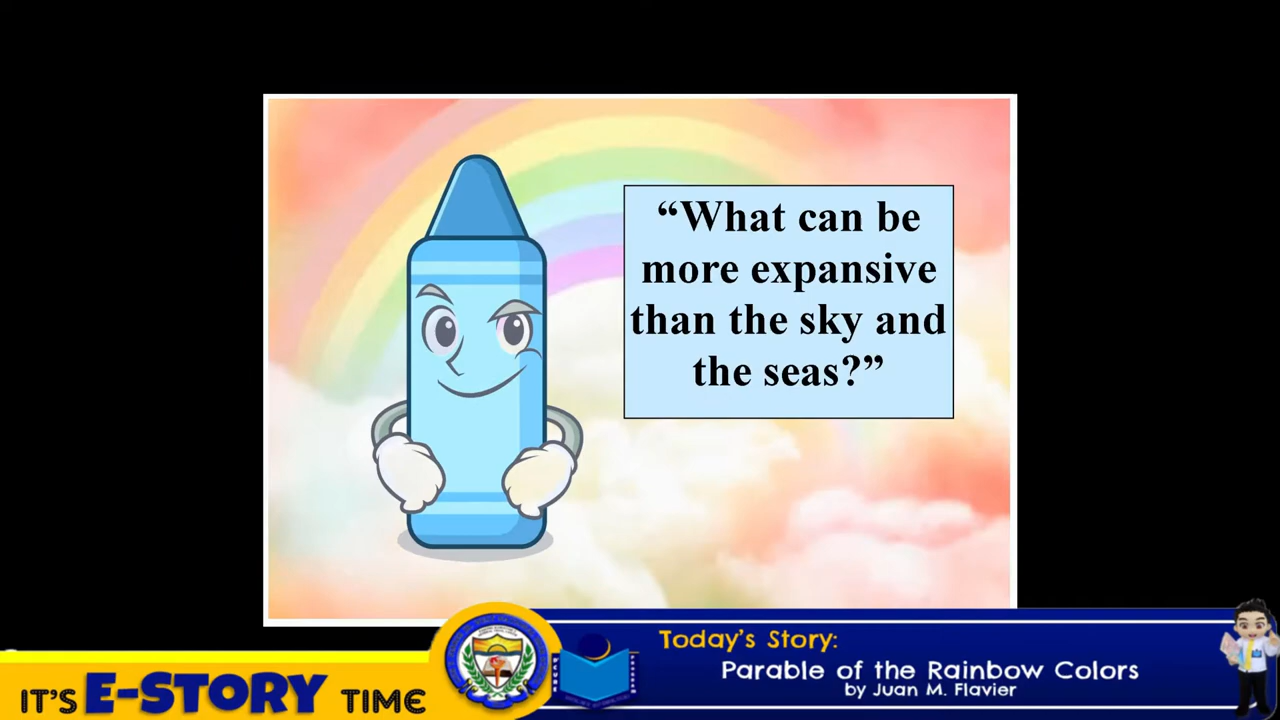 “What can be
more expansive
than the sky and
the seas?”
Today's Story:
Parable of the Rainbow Colors
by Juan M. Flavier
IT'S E-STORY TIME